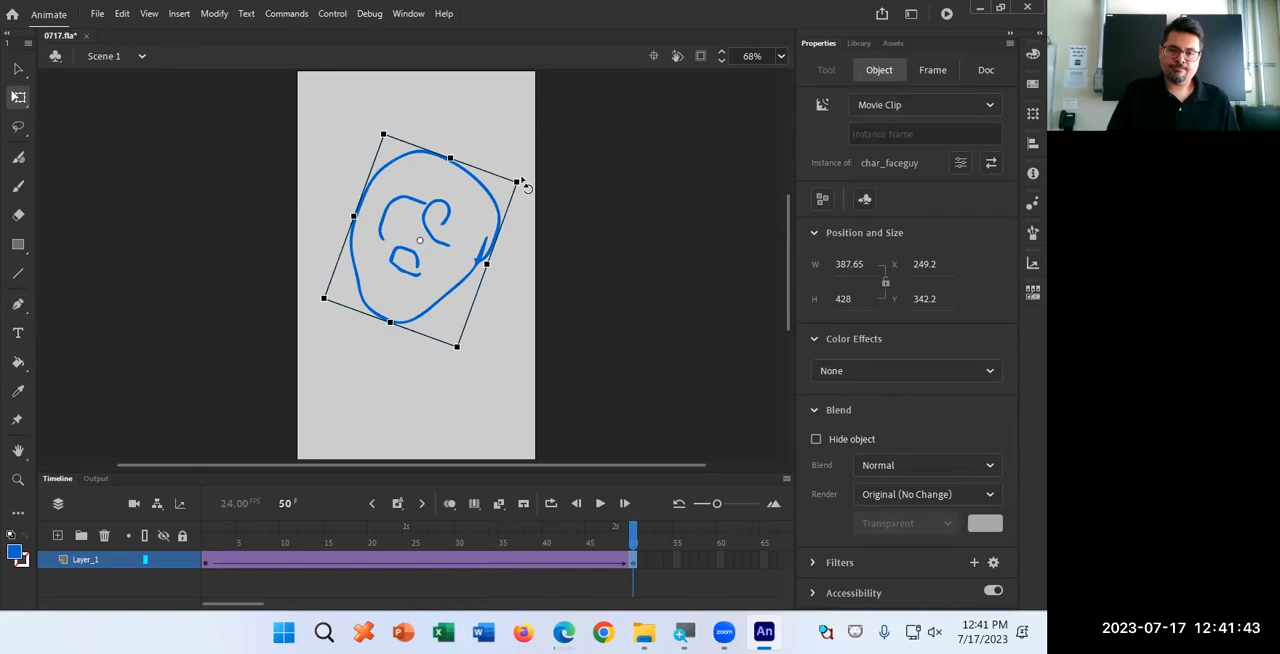 Animate File Edit View Insert Modify Text Commands Control Debug Window Help
0717.fla*
Scene 1 68%
Properties Library Assets
Tool Object Frame Doc
Movie Clip
Instance Name
Instance of: char_faceguy
Position and Size
W 387.65 X 249.2
H 428 Y 342.2
Color Effects
None
Blend
Hide object
Blend Normal
Render Original (No Change)
Transparent
Filters
Accessibility
Timeline Output
24.00 FPS 50 F
1s 2s
5 10 15 20 25 30 35 40 45 55 60 65
Layer_1
12:41 PM
7/17/2023
2023-07-17 12:41:43